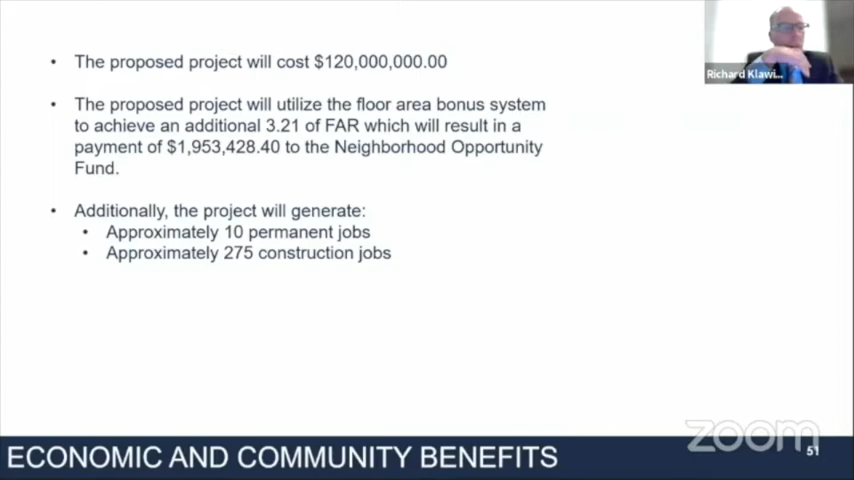 • The proposed project will cost $120,000,000.00
• The proposed project will utilize the floor area bonus system
to achieve an additional 3.21 of FAR which will result in a
payment of $1,953,428.40 to the Neighborhood Opportunity
Fund.
• Additionally, the project will generate:
• Approximately 10 permanent jobs
• Approximately 275 construction jobs
Richard Klawi...
zoom
51
ECONOMIC AND COMMUNITY BENEFITS